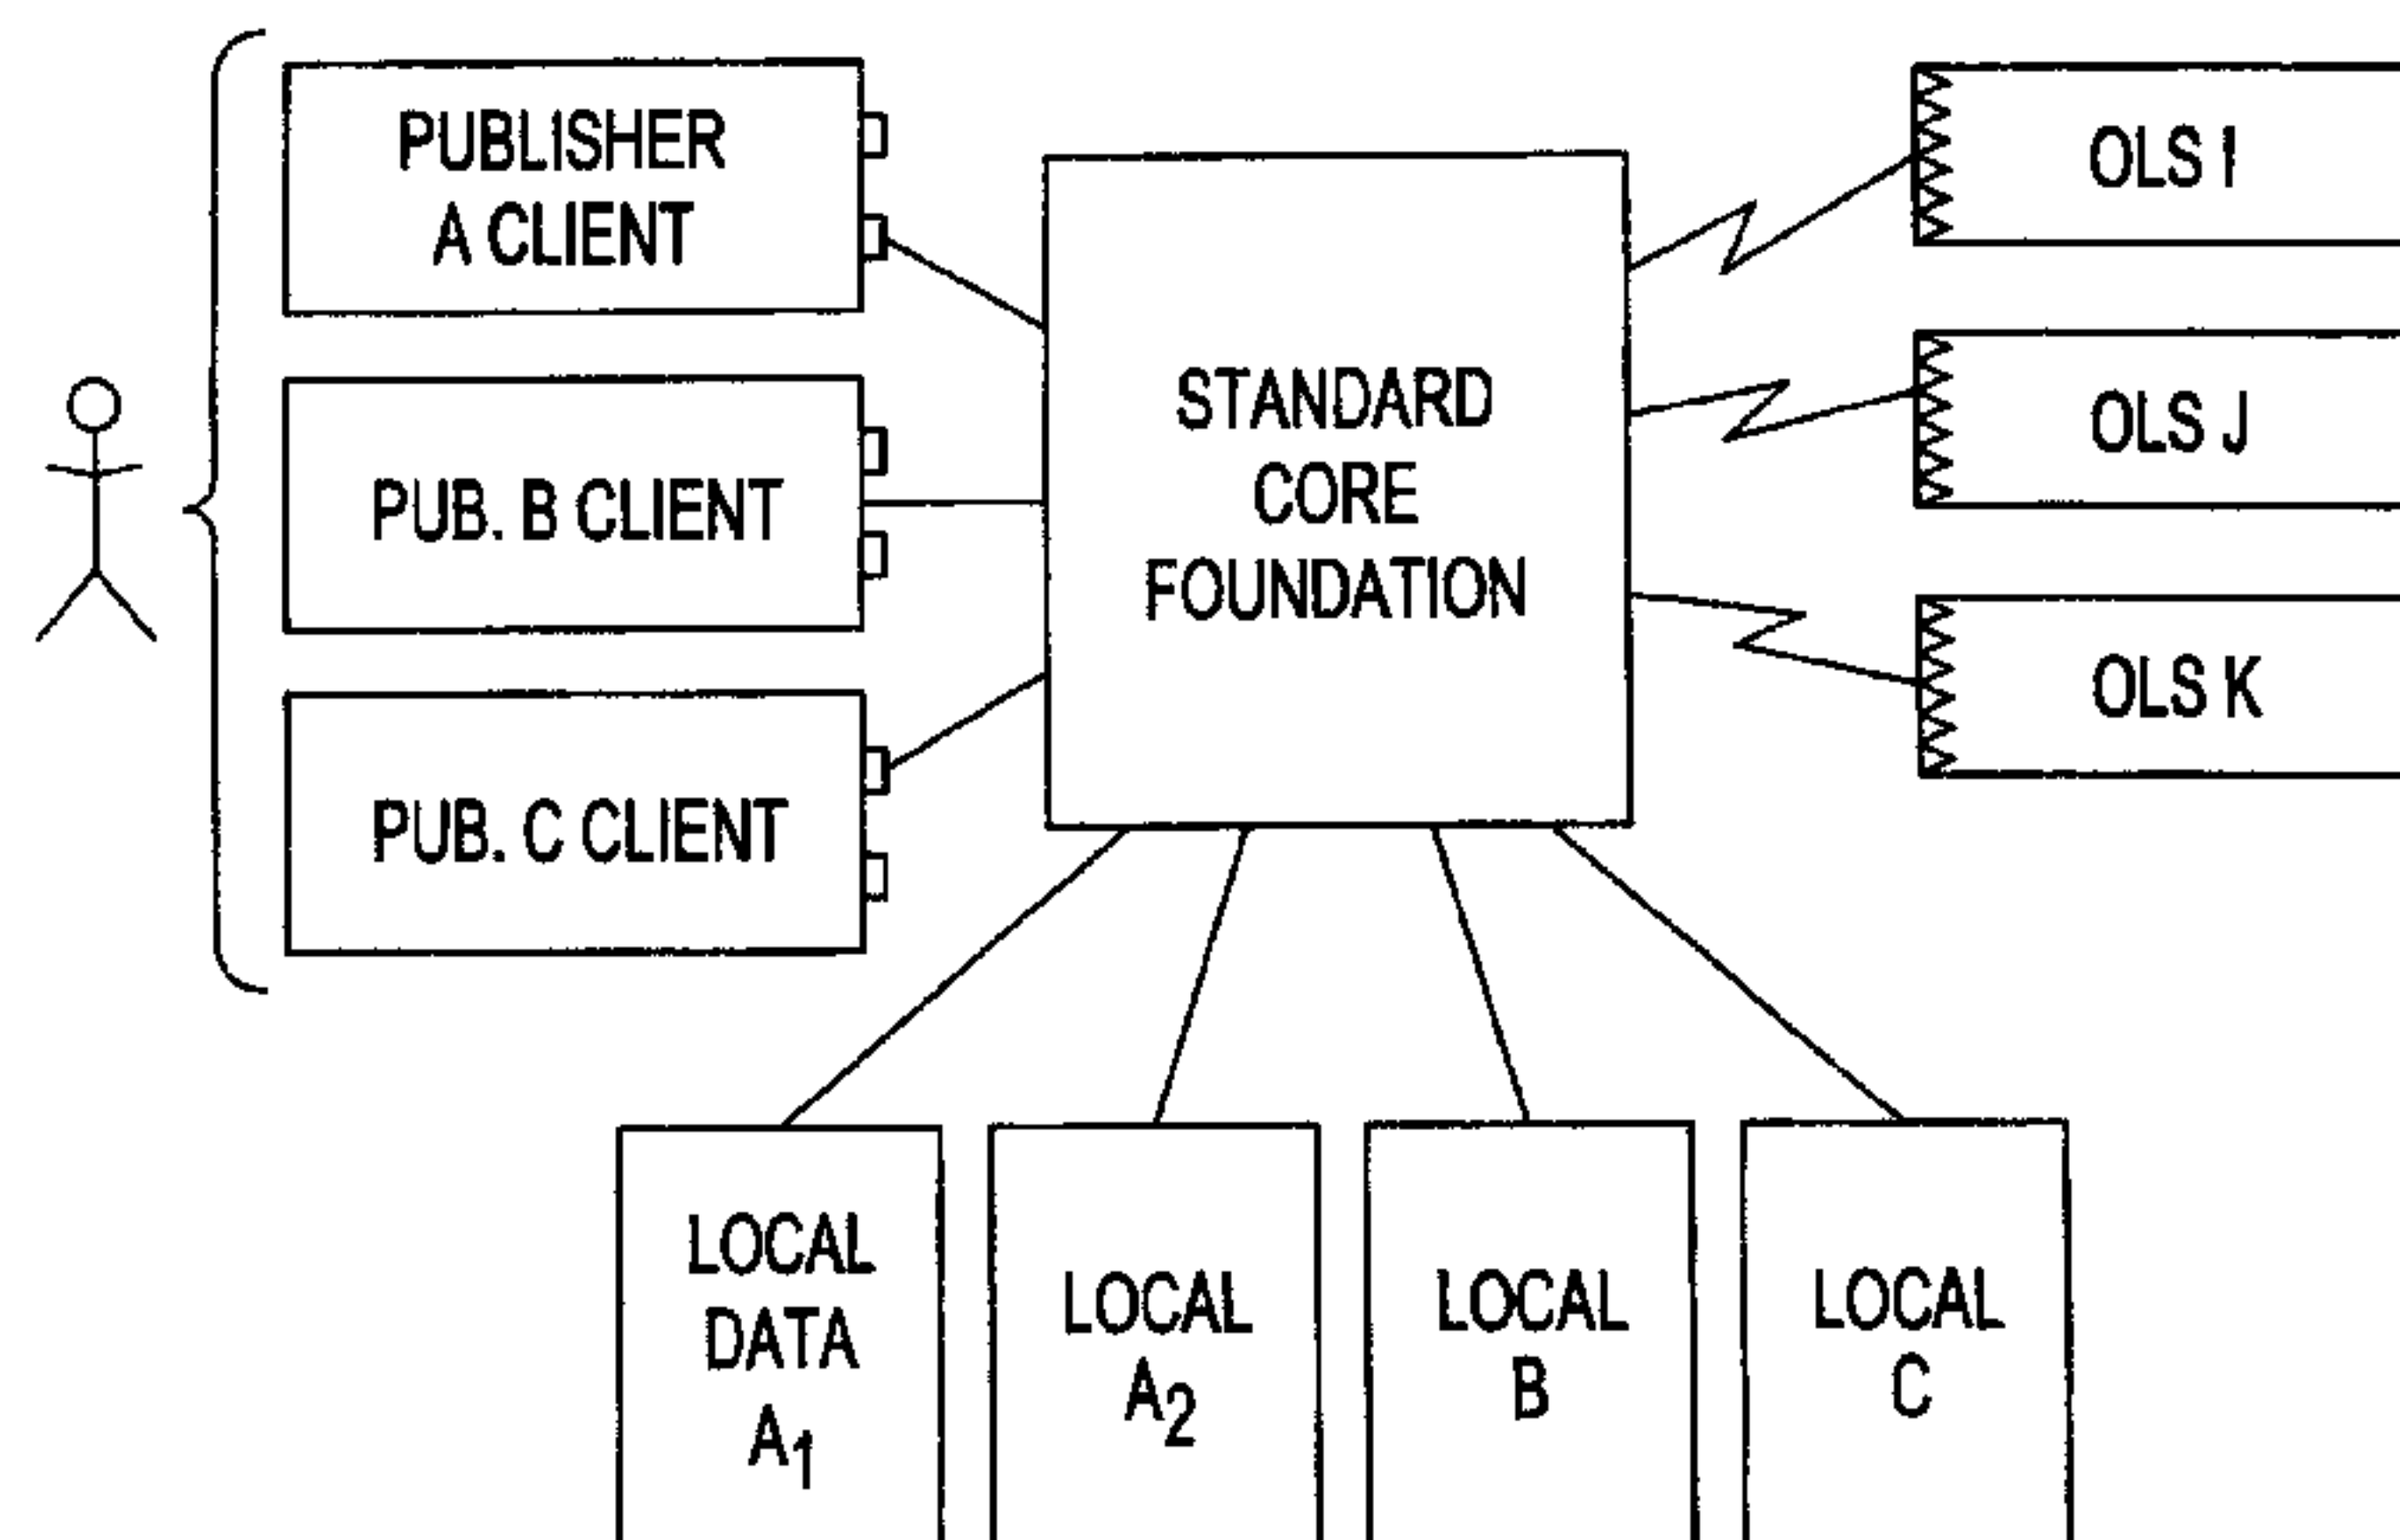 PUBLISHER
A CLIENT
PUB. B CLIENT
PUB. C CLIENT
STANDARD
CORE
FOUNDATION
OLS I
OLS J
OLS K
LOCAL
DATA
A1
LOCAL
A2
LOCAL
B
LOCAL
C